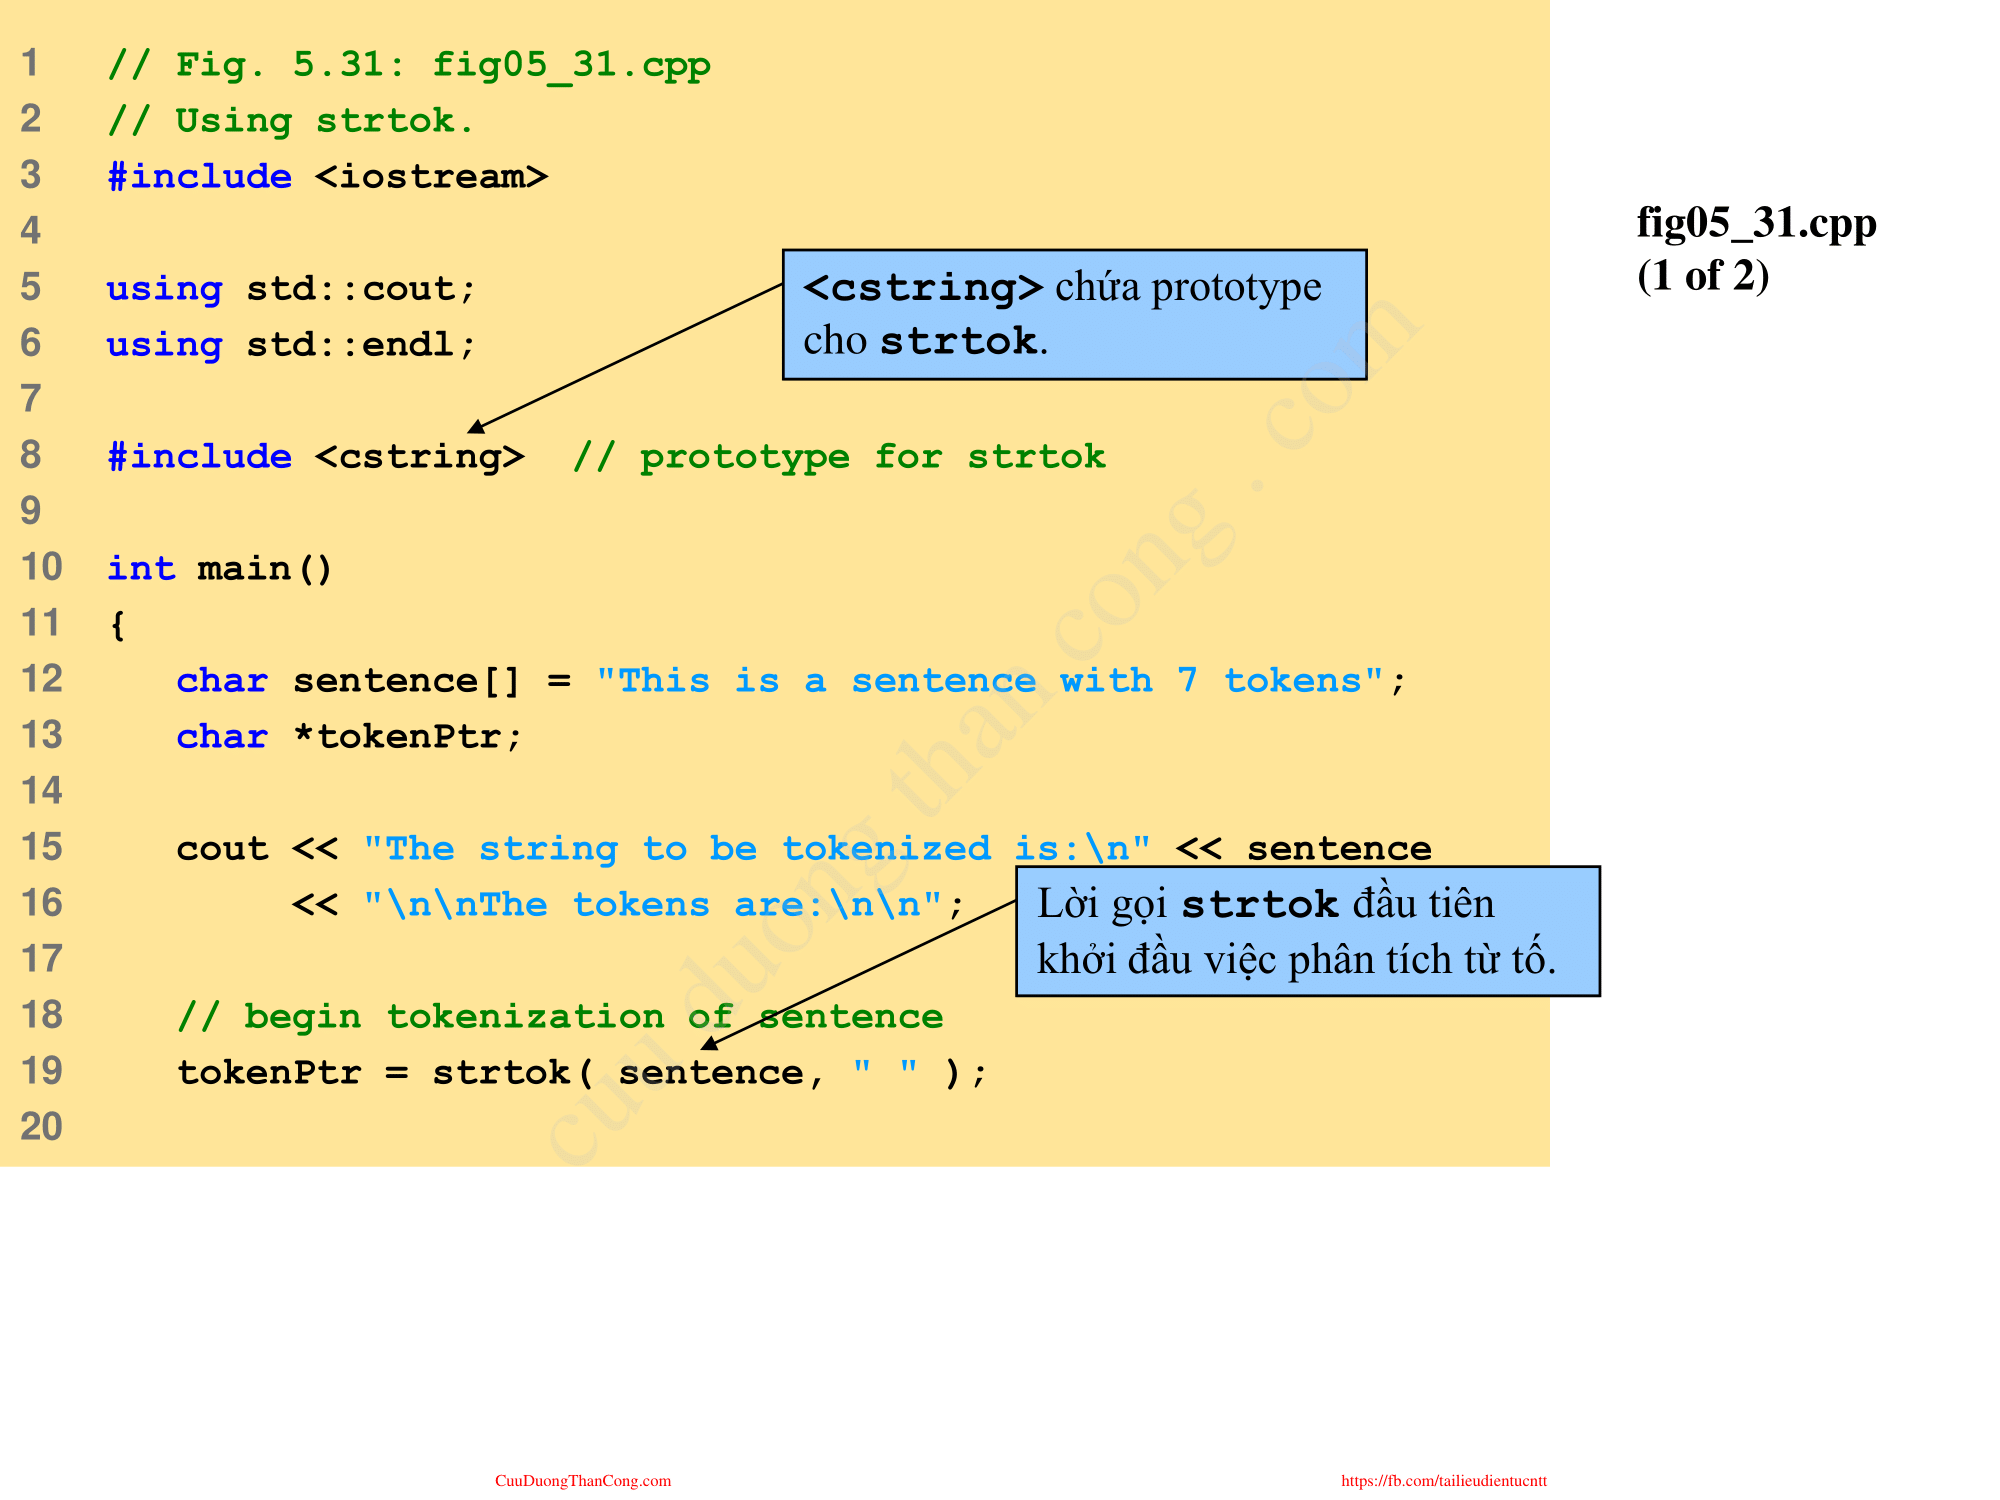 1 // Fig. 5.31: fig05_31.cpp
2 // Using strtok.
3 #include <iostream>
4
5 using std::cout;
6 using std::endl;
7
8 #include <cstring>  // prototype for strtok
9
10 int main()
11 {
12    char sentence[] = "This is a sentence with 7 tokens";
13    char *tokenPtr;
14
15    cout << "The string to be tokenized is:\n" << sentence
16         << "\n\nThe tokens are:\n\n";
17
18    // begin tokenization of sentence
19    tokenPtr = strtok( sentence, " " );
20
<cstring> chứa prototype
cho strtok.
Lời gọi strtok đầu tiên
khởi đầu việc phân tích từ tố.
fig05_31.cpp
(1 of 2)
cuu duong than cong . com
CuuDuongThanCong.com
https://fb.com/tailieudientucntt